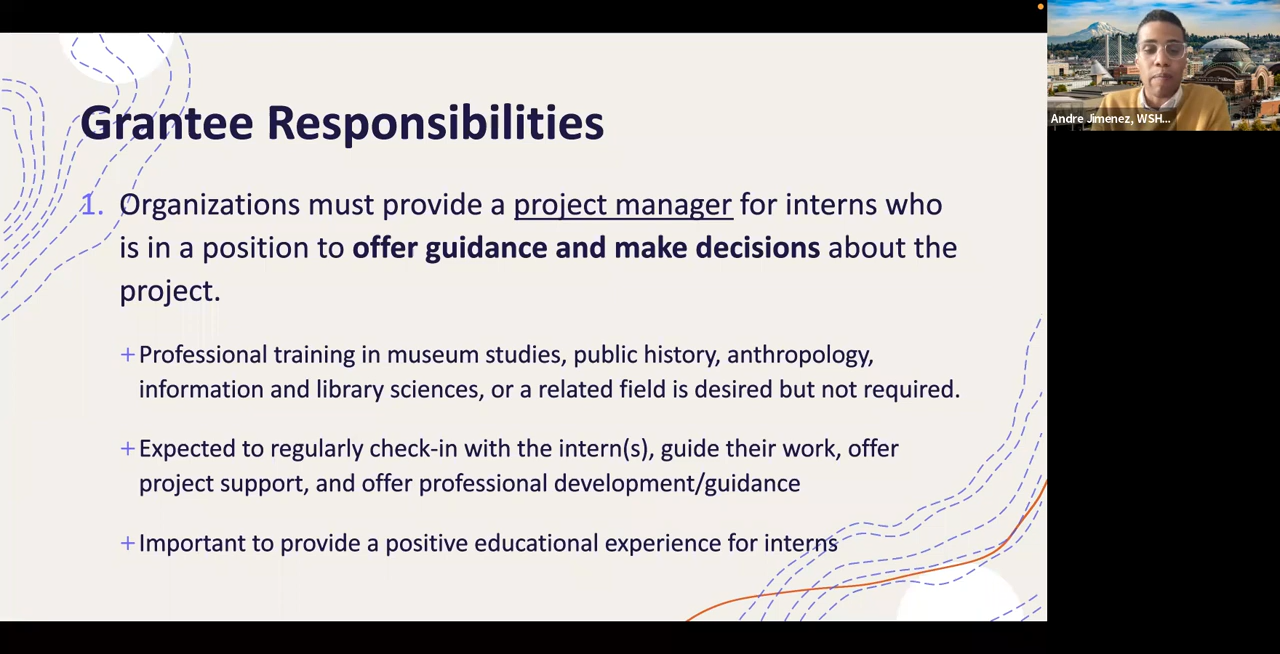 Grantee Responsibilities
1. Organizations must provide a project manager for interns who
is in a position to offer guidance and make decisions about the
project.
+Professional training in museum studies, public history, anthropology,
information and library sciences, or a related field is desired but not required.
+Expected to regularly check-in with the intern(s), guide their work, offer
project support, and offer professional development/guidance
+Important to provide a positive educational experience for interns
Andre Jimenez, WSH...